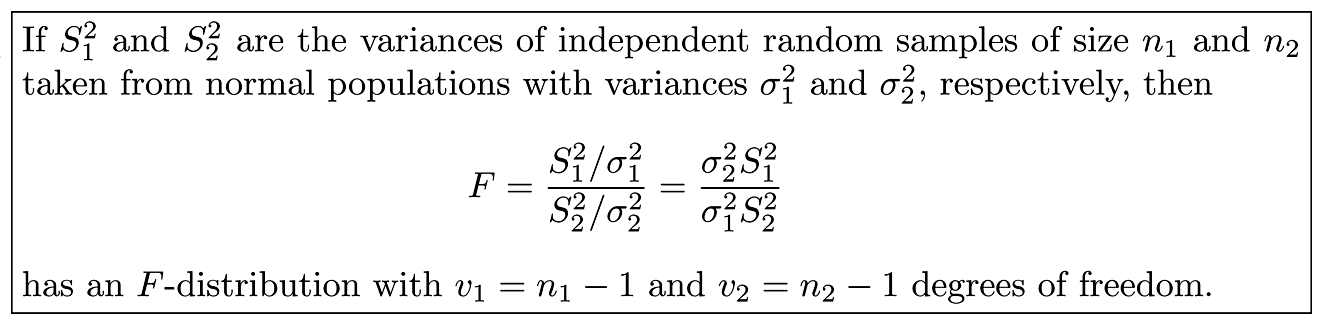 If $S_1^2$ and $S_2^2$ are the variances of independent random samples of size $n_1$ and $n_2$
taken from normal populations with variances $\sigma_1^2$ and $\sigma_2^2$, respectively, then
$F = \frac{S_1^2/\sigma_1^2}{S_2^2/\sigma_2^2} = \frac{\sigma_2^2 S_1^2}{\sigma_1^2 S_2^2}$
has an $F$-distribution with $v_1 = n_1 - 1$ and $v_2 = n_2 - 1$ degrees of freedom.